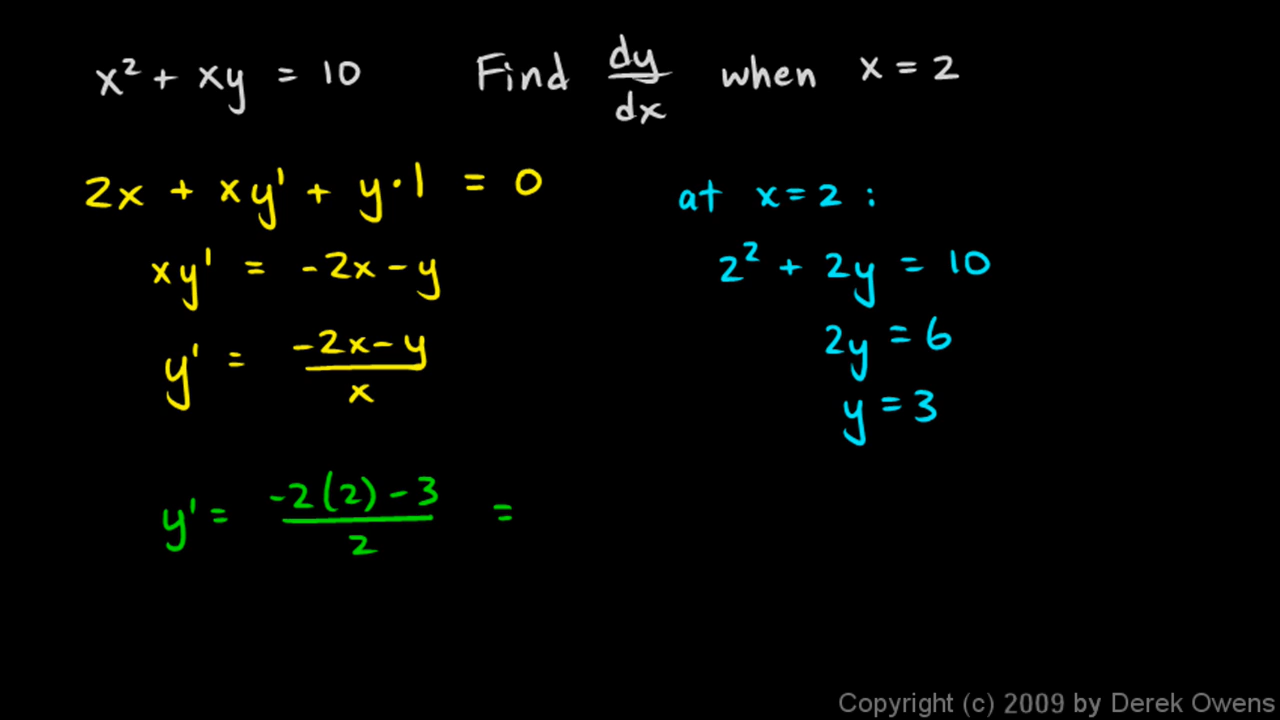 x² + xy = 10 Find dy/dx when x = 2
2x + xy' + y·1 = 0
xy' = -2x - y
y' = (-2x - y)/x
at x = 2 :
2² + 2y = 10
2y = 6
y = 3
y' = (-2(2) - 3)/2 =
Copyright (c) 2009 by Derek Owens